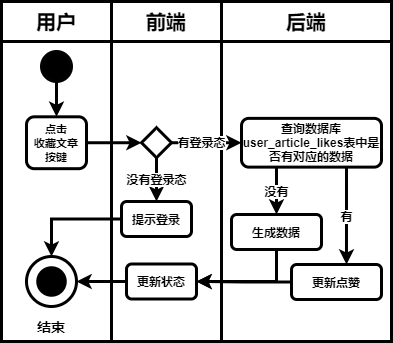 用户
前端
后端
点击
收藏文章
按键
有登录态
查询数据库
user_article_likes表中是
否有对应的数据
没有登录态
没有
有
提示登录
生成数据
更新状态
更新点赞
结束